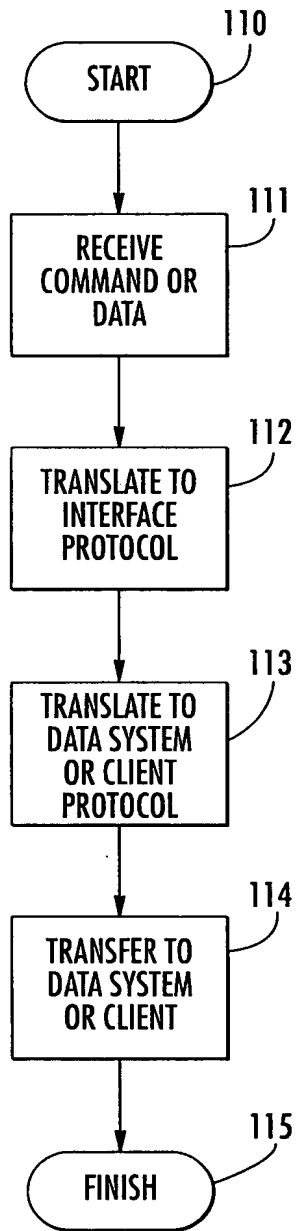 110
START
111
RECEIVE
COMMAND OR
DATA
112
TRANSLATE TO
INTERFACE
PROTOCOL
113
TRANSLATE TO
DATA SYSTEM
OR CLIENT
PROTOCOL
114
TRANSFER TO
DATA SYSTEM
OR CLIENT
115
FINISH